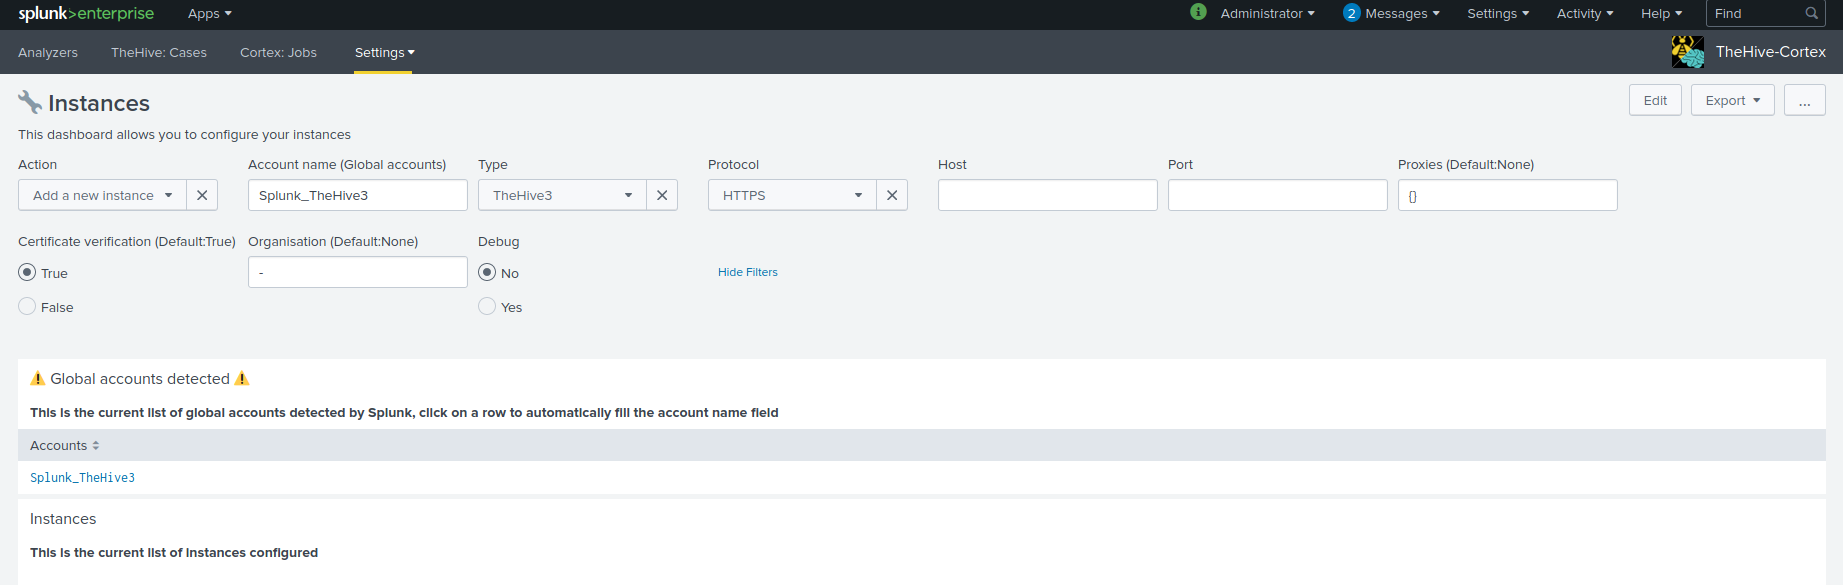 splunk>enterprise Apps Administrator 2 Messages Settings Activity Help Find
Analyzers TheHive: Cases Cortex: Jobs Settings TheHive-Cortex
Instances Edit Export ...
This dashboard allows you to configure your instances
Action Account name (Global accounts) Type Protocol Host Port Proxies (Default:None)
Add a new instance Splunk_TheHive3 TheHive3 HTTPS {}
Certificate verification (Default:True) Organisation (Default:None) Debug
True - No Hide Filters
False Yes
Global accounts detected
This is the current list of global accounts detected by Splunk, click on a row to automatically fill the account name field
Accounts
Splunk_TheHive3
Instances
This is the current list of instances configured